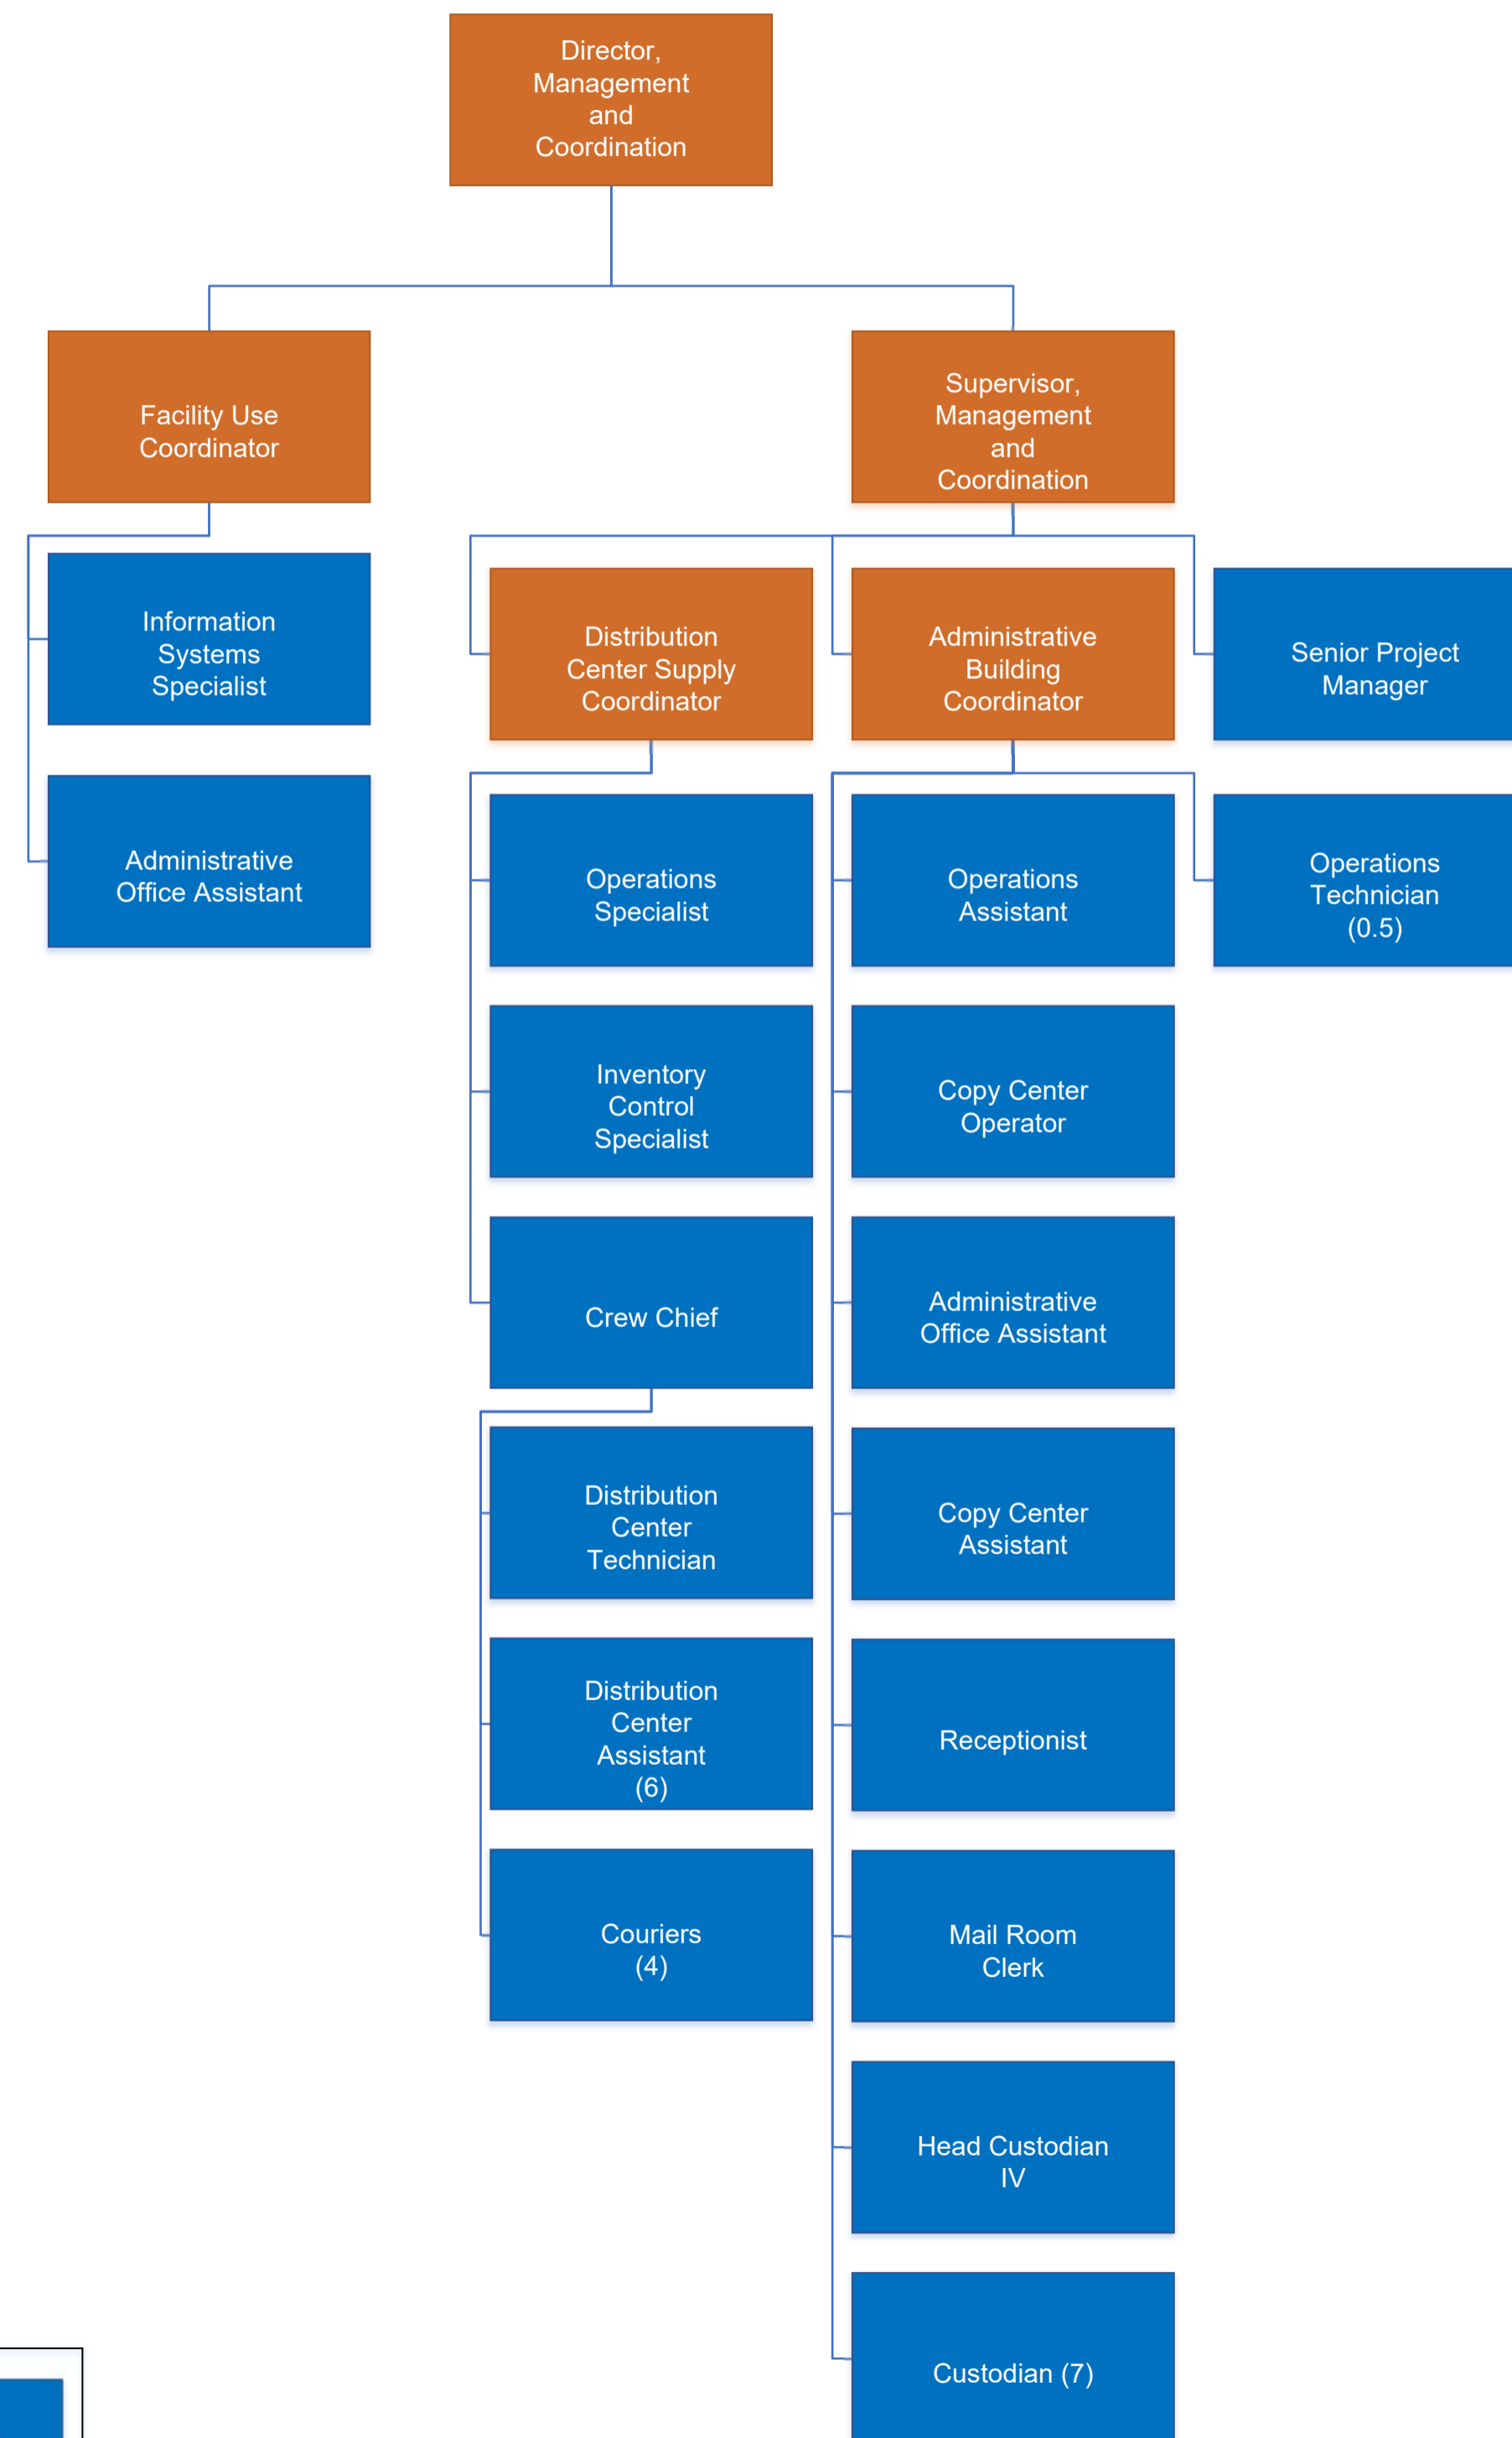 Director,
Management
and
Coordination
Facility Use
Coordinator
Supervisor,
Management
and
Coordination
Information
Systems
Specialist
Administrative
Office Assistant
Distribution
Center Supply
Coordinator
Administrative
Building
Coordinator
Senior Project
Manager
Operations
Specialist
Operations
Assistant
Operations
Technician
(0.5)
Inventory
Control
Specialist
Copy Center
Operator
Crew Chief
Administrative
Office Assistant
Distribution
Center
Technician
Copy Center
Assistant
Distribution
Center
Assistant
(6)
Receptionist
Couriers
(4)
Mail Room
Clerk
Head Custodian
IV
Custodian (7)